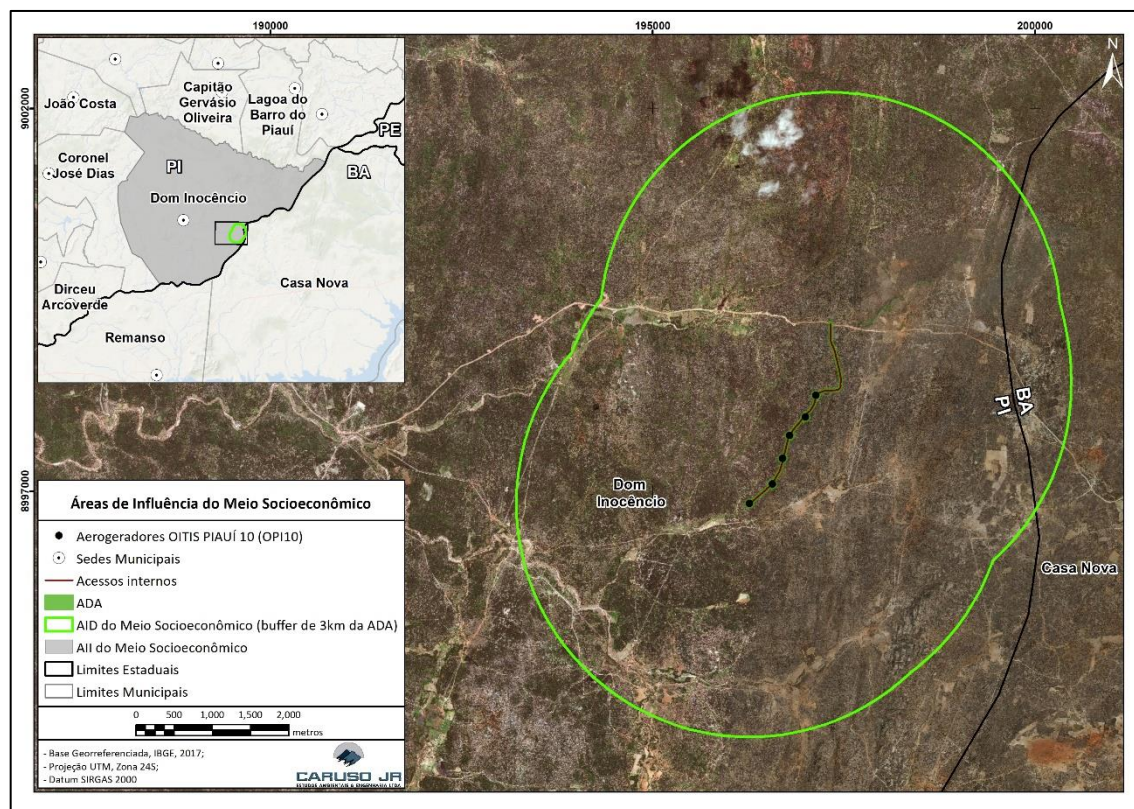 190000
195000
200000
9002000
8997000
N
João Costa
Capitão
Gervásio
Oliveira
Lagoa do
Barro do
Piauí
PE
BA
Coronel
José Dias
PI
Dom Inocêncio
Casa Nova
Dirceu
Arcoverde
Remanso
BA
PI
Dom
Inocêncio
Casa Nova
Áreas de Influência do Meio Socioeconômico
Aerogeradores OITIS PIAUÍ 10 (OPI10)
Sedes Municipais
Acessos internos
ADA
AID do Meio Socioeconômico (buffer de 3km da ADA)
AII do Meio Socioeconômico
Limites Estaduais
Limites Municipais
0 500 1,000 1,500 2,000
metros
- Base Georreferenciada, IBGE, 2017;
- Projeção UTM, Zona 24S;
- Datum SIRGAS 2000
CARUSO JR
ESTUDOS AMBIENTAIS & ENGENHARIA LTDA